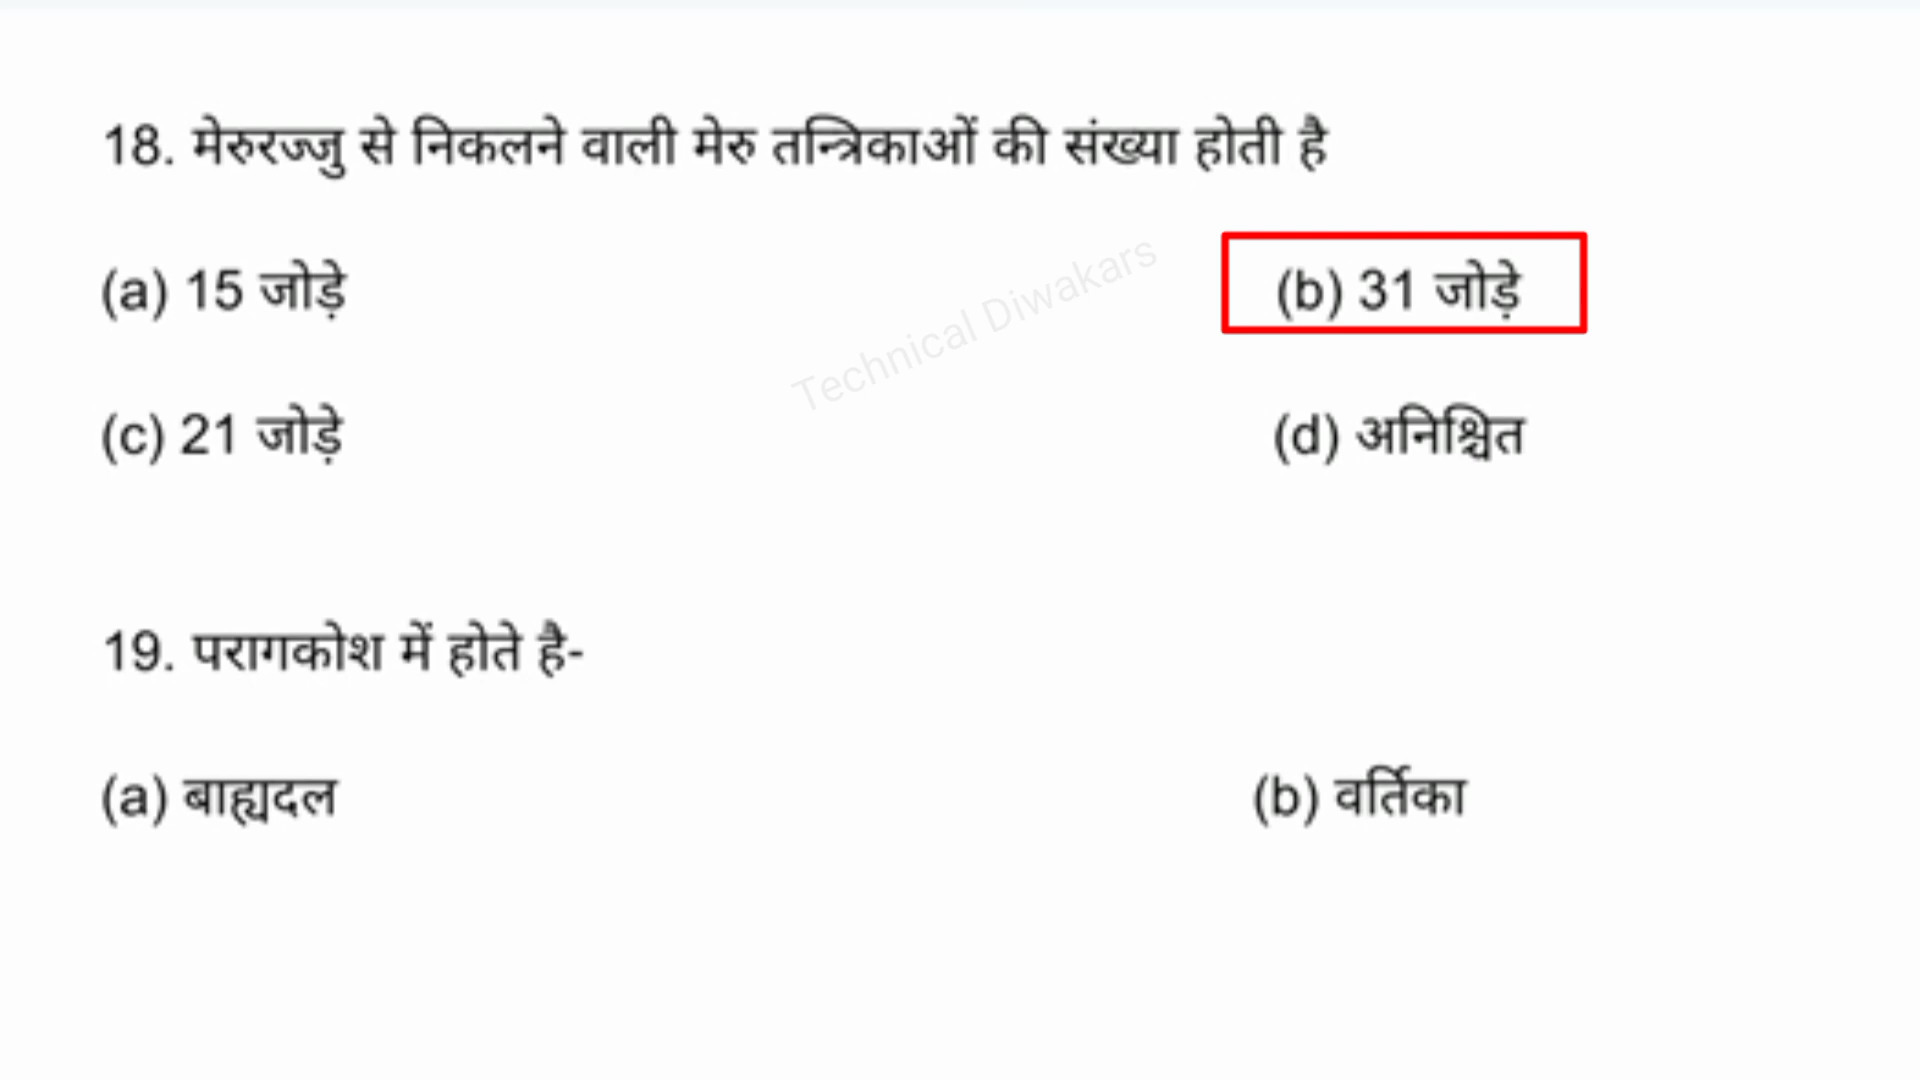 18. मेरुरज्जु से निकलने वाली मेरु तन्त्रिकाओं की संख्या होती है
(a) 15 जोड़े (b) 31 जोड़े
Technical Diwakars
(c) 21 जोड़े (d) अनिश्चित
19. परागकोश में होते है-
(a) बाह्यदल (b) वर्तिका